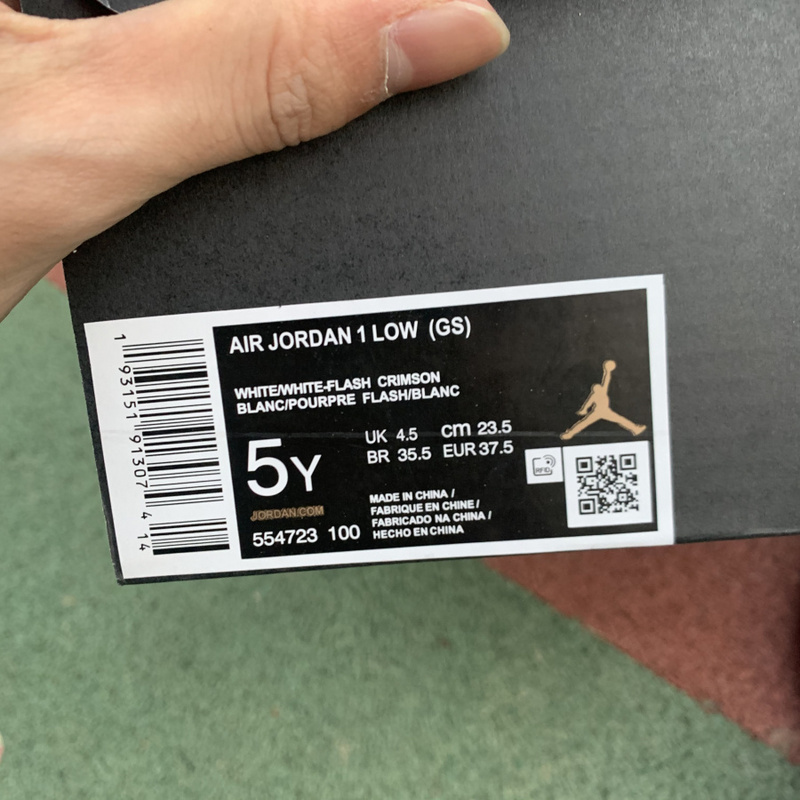 AIR JORDAN 1 LOW (GS)
WHITE/WHITE-FLASH CRIMSON
BLANC/POURPRE FLASH/BLANC
5Y
UK 4.5 cm 23.5
BR 35.5 EUR 37.5
RFID
JORDAN.COM
554723 100
MADE IN CHINA /
FABRIQUE EN CHINE /
FABRICADO NA CHINA /
HECHO EN CHINA
1 93151 91307 4 14